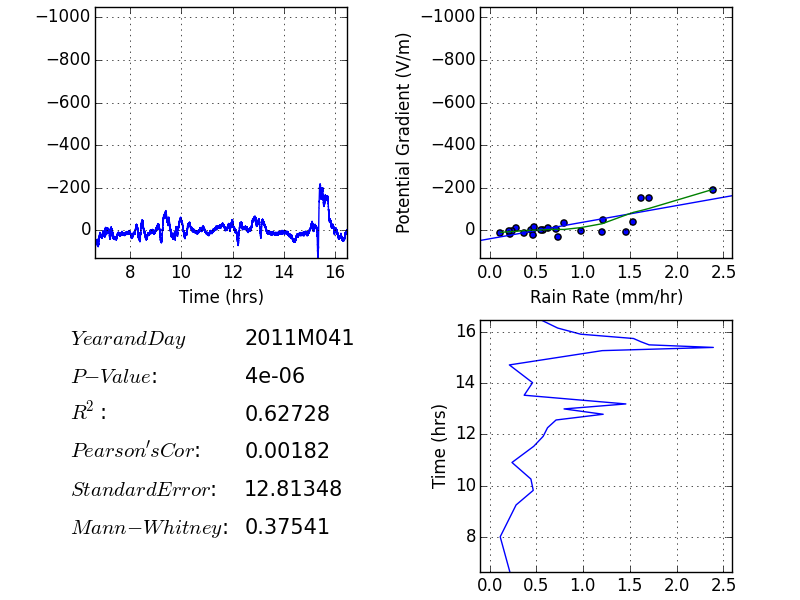 −1000
−800
−600
−400
−200
0
8 10 12 14 16
Time (hrs)
Potential Gradient (V/m)
−1000
−800
−600
−400
−200
0
0.0 0.5 1.0 1.5 2.0 2.5
Rain Rate (mm/hr)
YearandDay 2011M041
P−Value: 4e-06
R²: 0.62728
Pearson'sCor: 0.00182
StandardError: 12.81348
Mann−Whitney: 0.37541
Time (hrs)
16
14
12
10
8
0.0 0.5 1.0 1.5 2.0 2.5